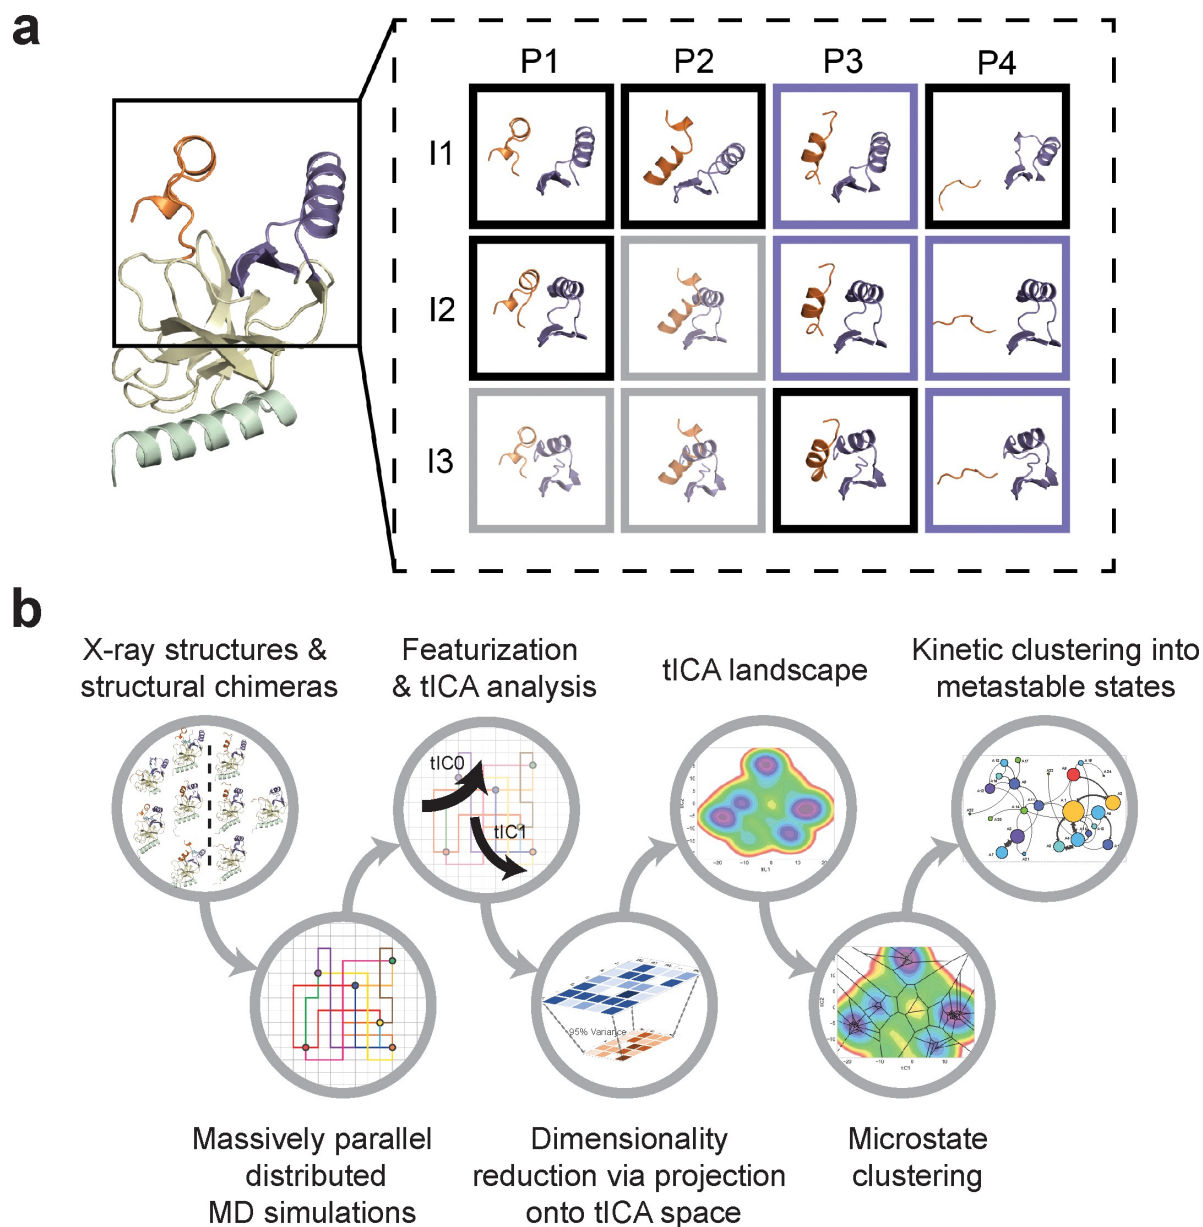 a
P1 P2 P3 P4
I1
I2
I3
b
X-ray structures &
structural chimeras
Featurization
& tICA analysis
tICA landscape
Kinetic clustering into
metastable states
tIC0
tIC1
95% Variance
Massively parallel
distributed
MD simulations
Dimensionality
reduction via projection
onto tICA space
Microstate
clustering